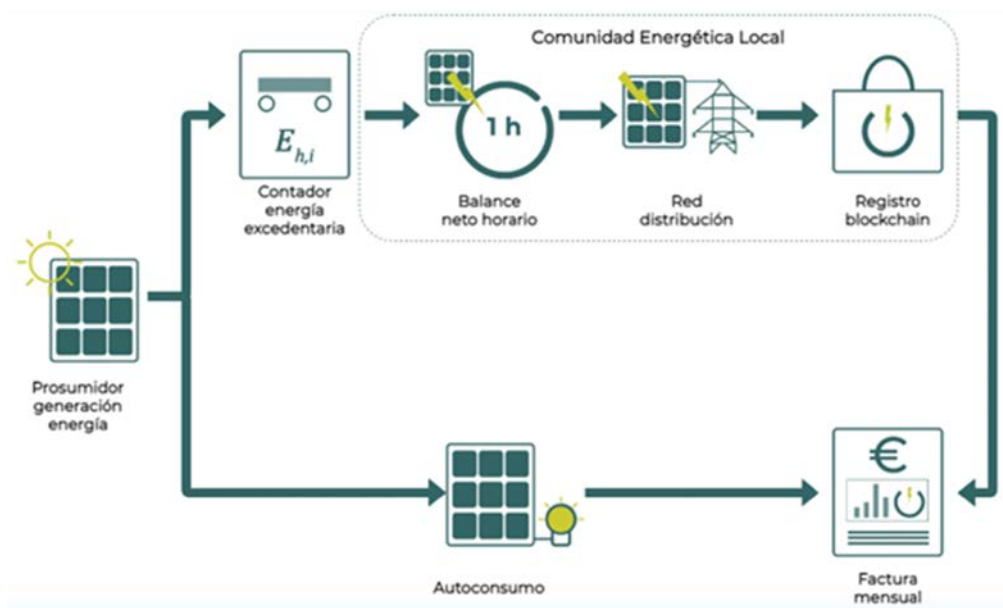 Comunidad Energética Local
E_{h,i}
Contador
energía
excedentaria
1 h
Balance
neto horario
Red
distribución
Registro
blockchain
Prosumidor
generación
energía
Autoconsumo
€
Factura
mensual